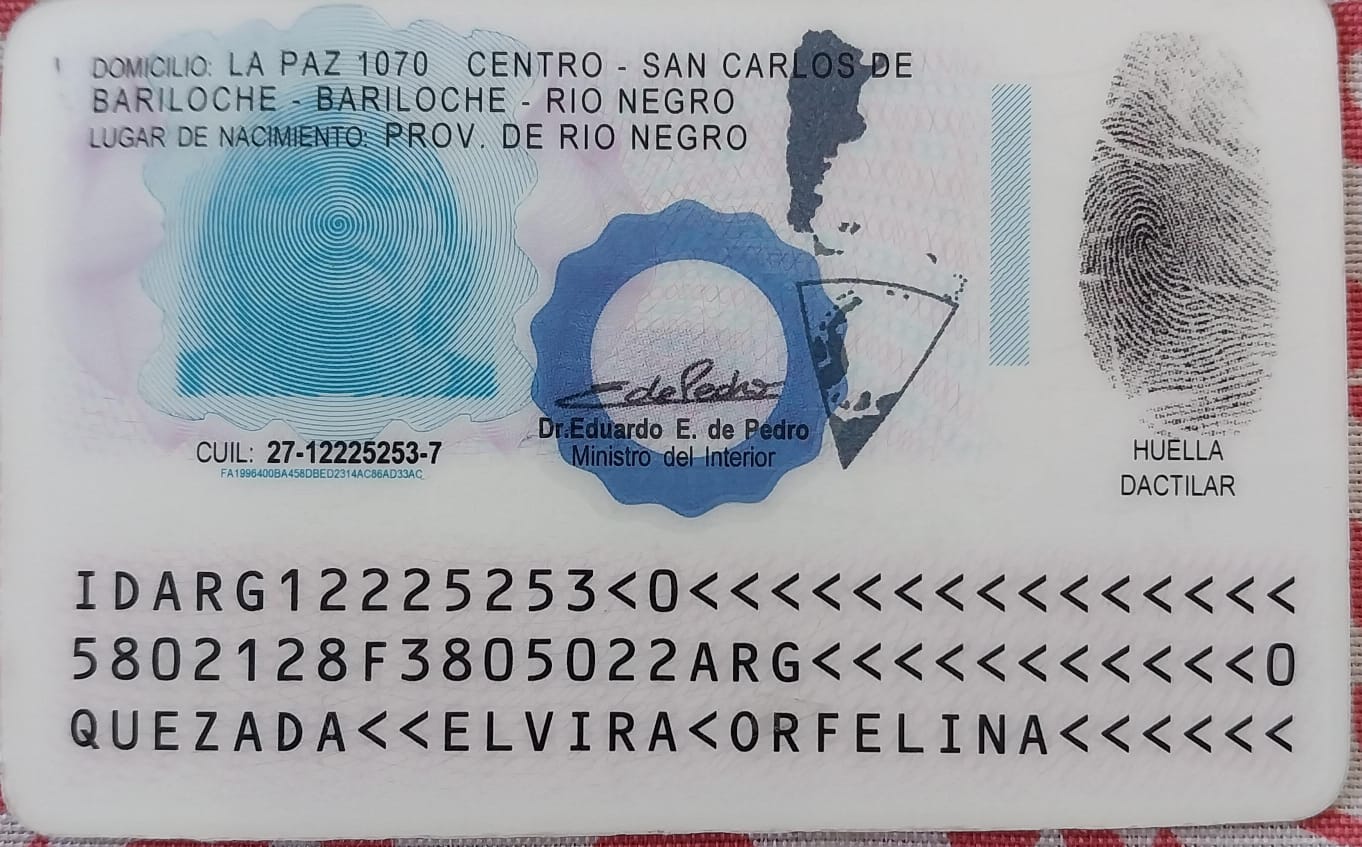 DOMICILIO: LA PAZ 1070 CENTRO - SAN CARLOS DE
BARILOCHE - BARILOCHE - RIO NEGRO
LUGAR DE NACIMIENTO: PROV. DE RIO NEGRO
E de Pedro
Dr.Eduardo E. de Pedro
Ministro del Interior
CUIL: 27-12225253-7
FA1996400BA458DBED2314AC86AD33AC
HUELLA
DACTILAR
IDARG12225253<0<<<<<<<<<<<<<<<
5802128F3805022ARG<<<<<<<<<<<0
QUEZADA<<ELVIRA<ORFELINA<<<<<<